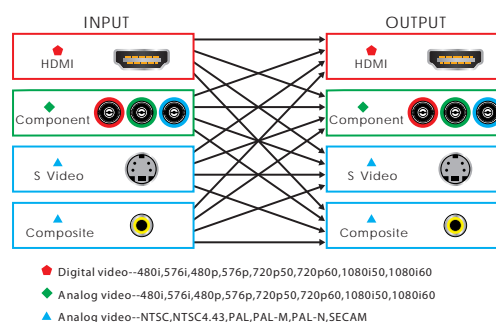 INPUT
OUTPUT
HDMI
HDMI
Component
Component
S Video
S Video
Composite
Composite
Digital video--480i,576i,480p,576p,720p50,720p60,1080i50,1080i60
Analog video--480i,576i,480p,576p,720p50,720p60,1080i50,1080i60
Analog video--NTSC,NTSC4.43,PAL,PAL-M,PAL-N,SECAM